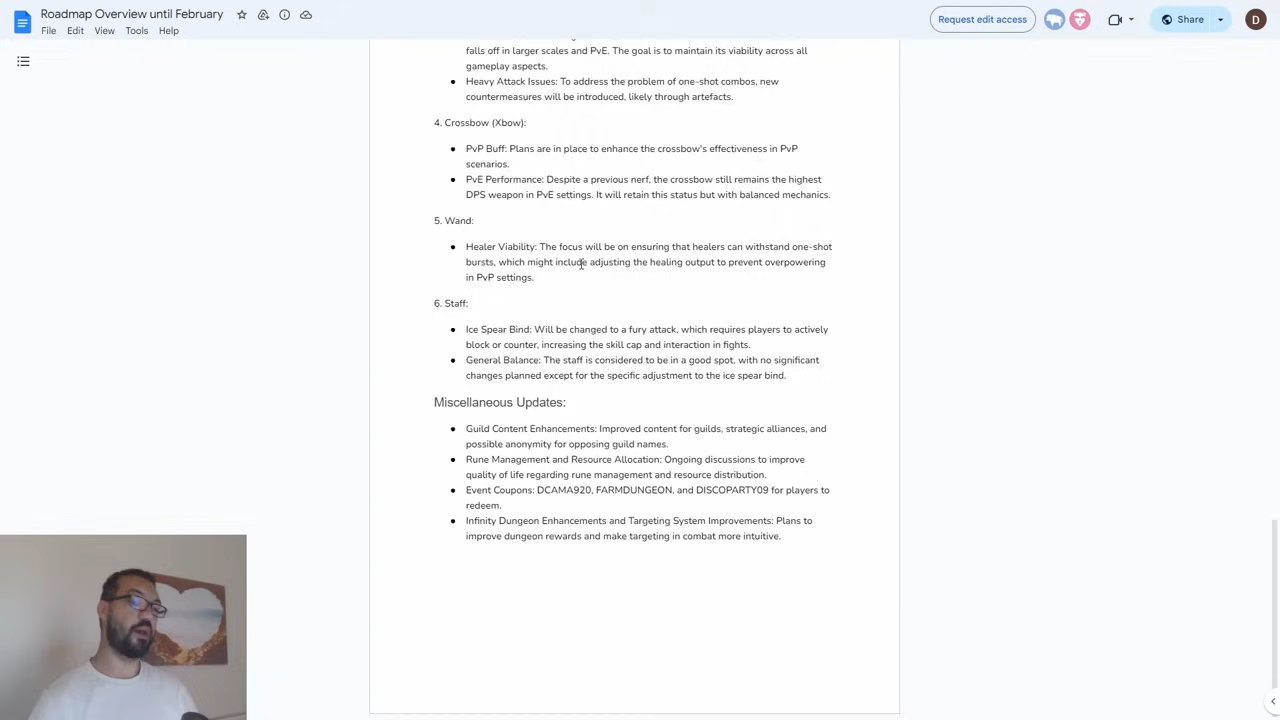 Roadmap Overview until February
File Edit View Tools Help
Request edit access
Share
D
falls off in larger scales and PvE. The goal is to maintain its viability across all
gameplay aspects.
● Heavy Attack Issues: To address the problem of one-shot combos, new
countermeasures will be introduced, likely through artefacts.
4. Crossbow (Xbow):
● PvP Buff: Plans are in place to enhance the crossbow's effectiveness in PvP
scenarios.
● PvE Performance: Despite a previous nerf, the crossbow still remains the highest
DPS weapon in PvE settings. It will retain this status but with balanced mechanics.
5. Wand:
● Healer Viability: The focus will be on ensuring that healers can withstand one-shot
bursts, which might include adjusting the healing output to prevent overpowering
in PvP settings.
6. Staff:
● Ice Spear Bind: Will be changed to a fury attack, which requires players to actively
block or counter, increasing the skill cap and interaction in fights.
● General Balance: The staff is considered to be in a good spot, with no significant
changes planned except for the specific adjustment to the ice spear bind.
Miscellaneous Updates:
● Guild Content Enhancements: Improved content for guilds, strategic alliances, and
possible anonymity for opposing guild names.
● Rune Management and Resource Allocation: Ongoing discussions to improve
quality of life regarding rune management and resource distribution.
● Event Coupons: DCAMA920, FARMDUNGEON, and DISCOPARTY09 for players to
redeem.
● Infinity Dungeon Enhancements and Targeting System Improvements: Plans to
improve dungeon rewards and make targeting in combat more intuitive.